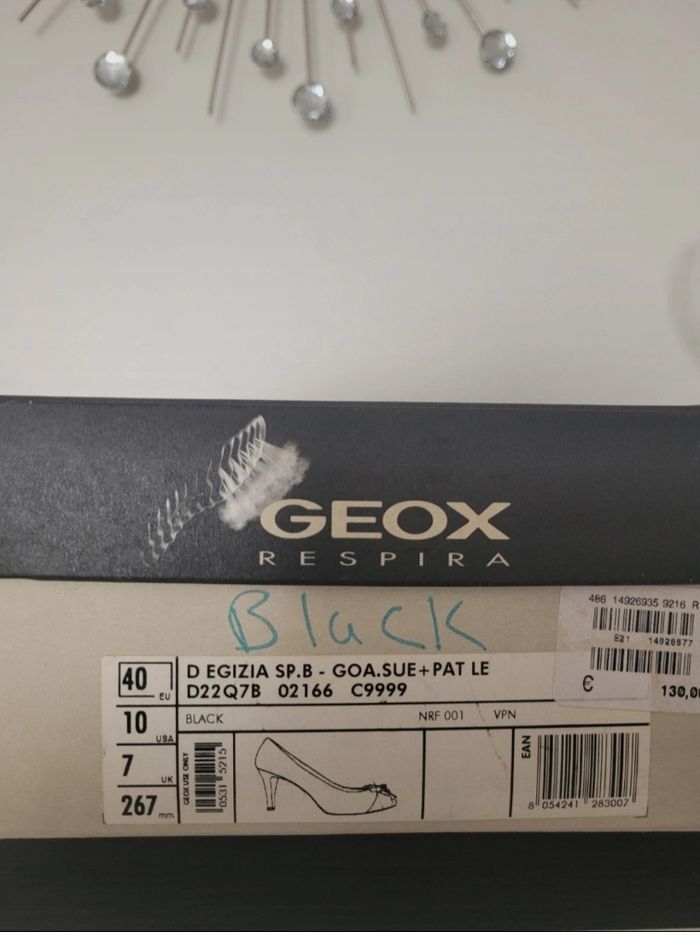 GEOX
RESPIRA
Black
486 14926935 9216 R
E21 14926877
€ 130,0
40 EU
D EGIZIA SP.B - GOA.SUE+PAT LE
D22Q7B 02166 C9999
10 USA
BLACK NRF 001 VPN
7 UK
267 mm.
GEOX USE ONLY
0531 5215
EAN
8 054241 283007